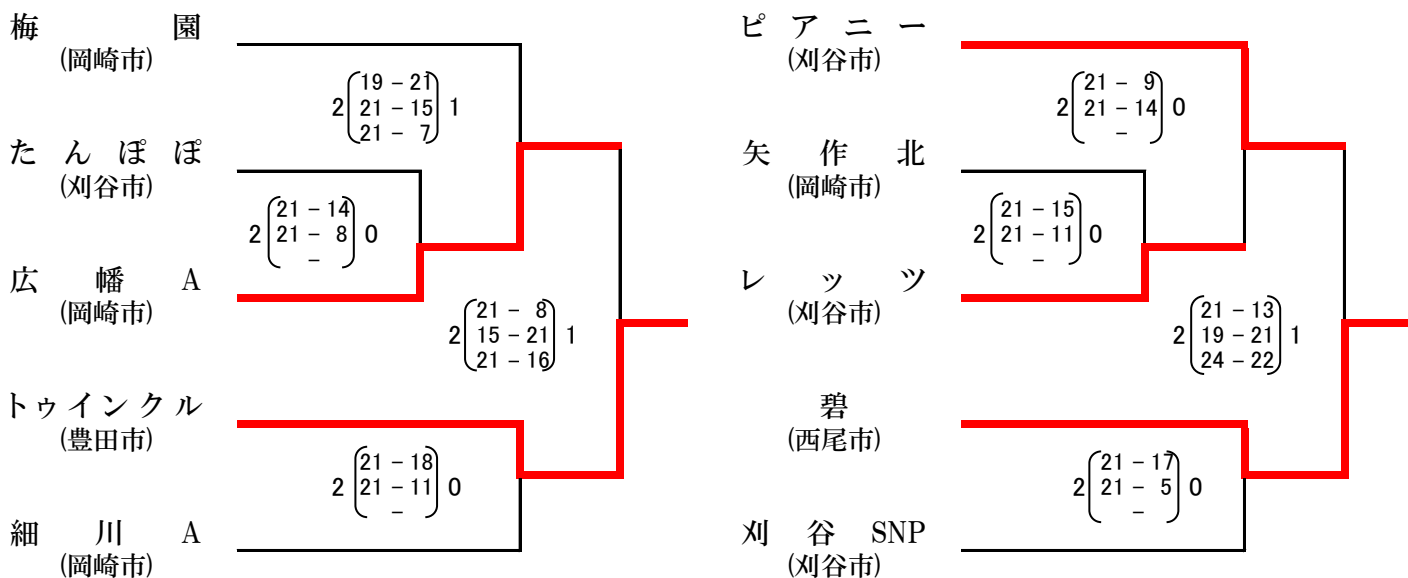 梅園
(岡崎市)
2 19 - 21 1
21 - 15
21 - 7
たんぽぽ
(刈谷市)
2 21 - 14 0
21 - 8
-
広幡A
(岡崎市)
2 21 - 8 1
15 - 21
21 - 16
トゥインクル
(豊田市)
2 21 - 18 0
21 - 11
-
細川A
(岡崎市)
ピアニー
(刈谷市)
2 21 - 9 0
21 - 14
-
矢作北
(岡崎市)
2 21 - 15 0
21 - 11
-
レッツ
(刈谷市)
2 21 - 13 1
19 - 21
24 - 22
碧
(西尾市)
2 21 - 17 0
21 - 5
-
刈谷SNP
(刈谷市)